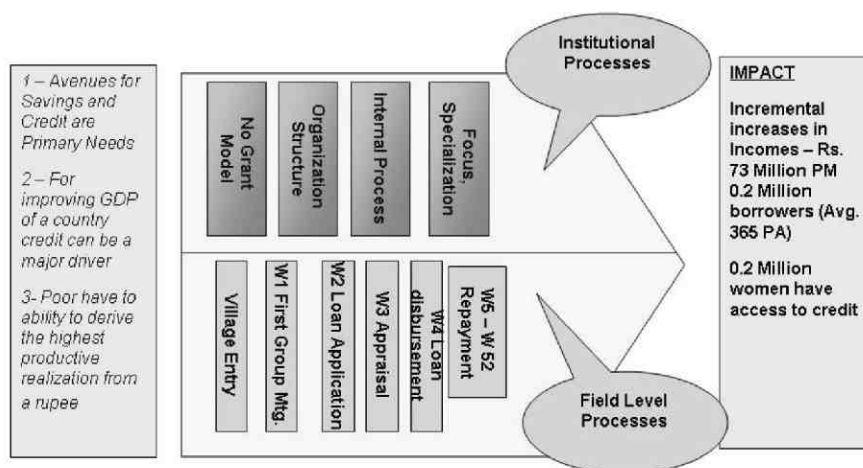 1 – Avenues for
Savings and
Credit are
Primary Needs
2 – For
improving GDP
of a country
credit can be a
major driver
3- Poor have to
ability to derive
the highest
productive
realization from
a rupee
No Grant
Model
Organization
Structure
Internal Process
Focus,
Specialization
Institutional
Processes
Village Entry
W1 First Group Mtg.
W2 Loan Application
W3 Appraisal
W4 Loan
disbursement
W5 – W 52
Repayment
Field Level
Processes
IMPACT
Incremental
increases in
Incomes – Rs.
73 Million PM
0.2 Million
borrowers (Avg.
365 PA)
0.2 Million
women have
access to credit